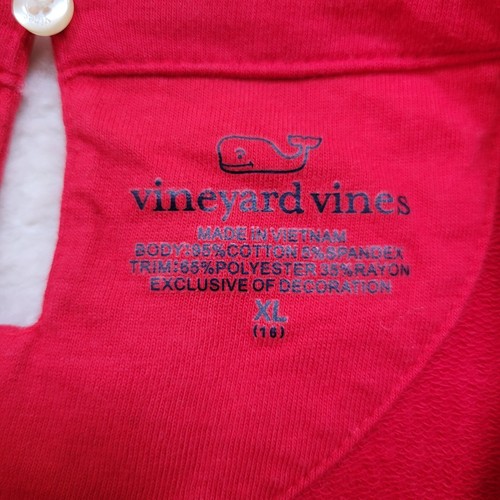 vineyard vines
MADE IN VIETNAM
BODY:95%COTTON 5%SPANDEX
TRIM:65%POLYESTER 35%RAYON
EXCLUSIVE OF DECORATION
XL
(16)